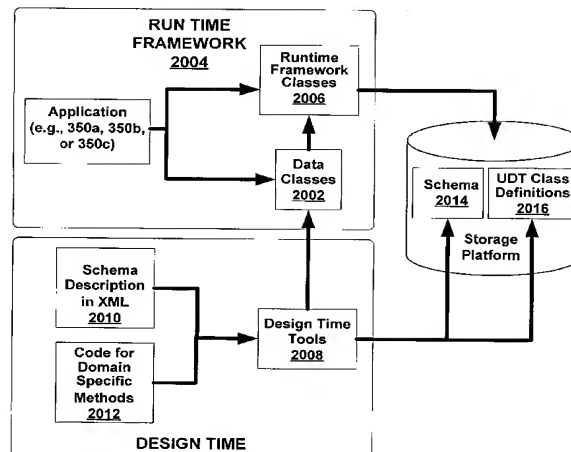 RUN TIME
FRAMEWORK
2004
Runtime
Framework
Classes
2006
Application
(e.g., 350a, 350b,
or 350c)
Data
Classes
2002
Schema
2014
UDT Class
Definitions
2016
Storage
Platform
Schema
Description
in XML
2010
Design Time
Tools
2008
Code for
Domain
Specific
Methods
2012
DESIGN TIME